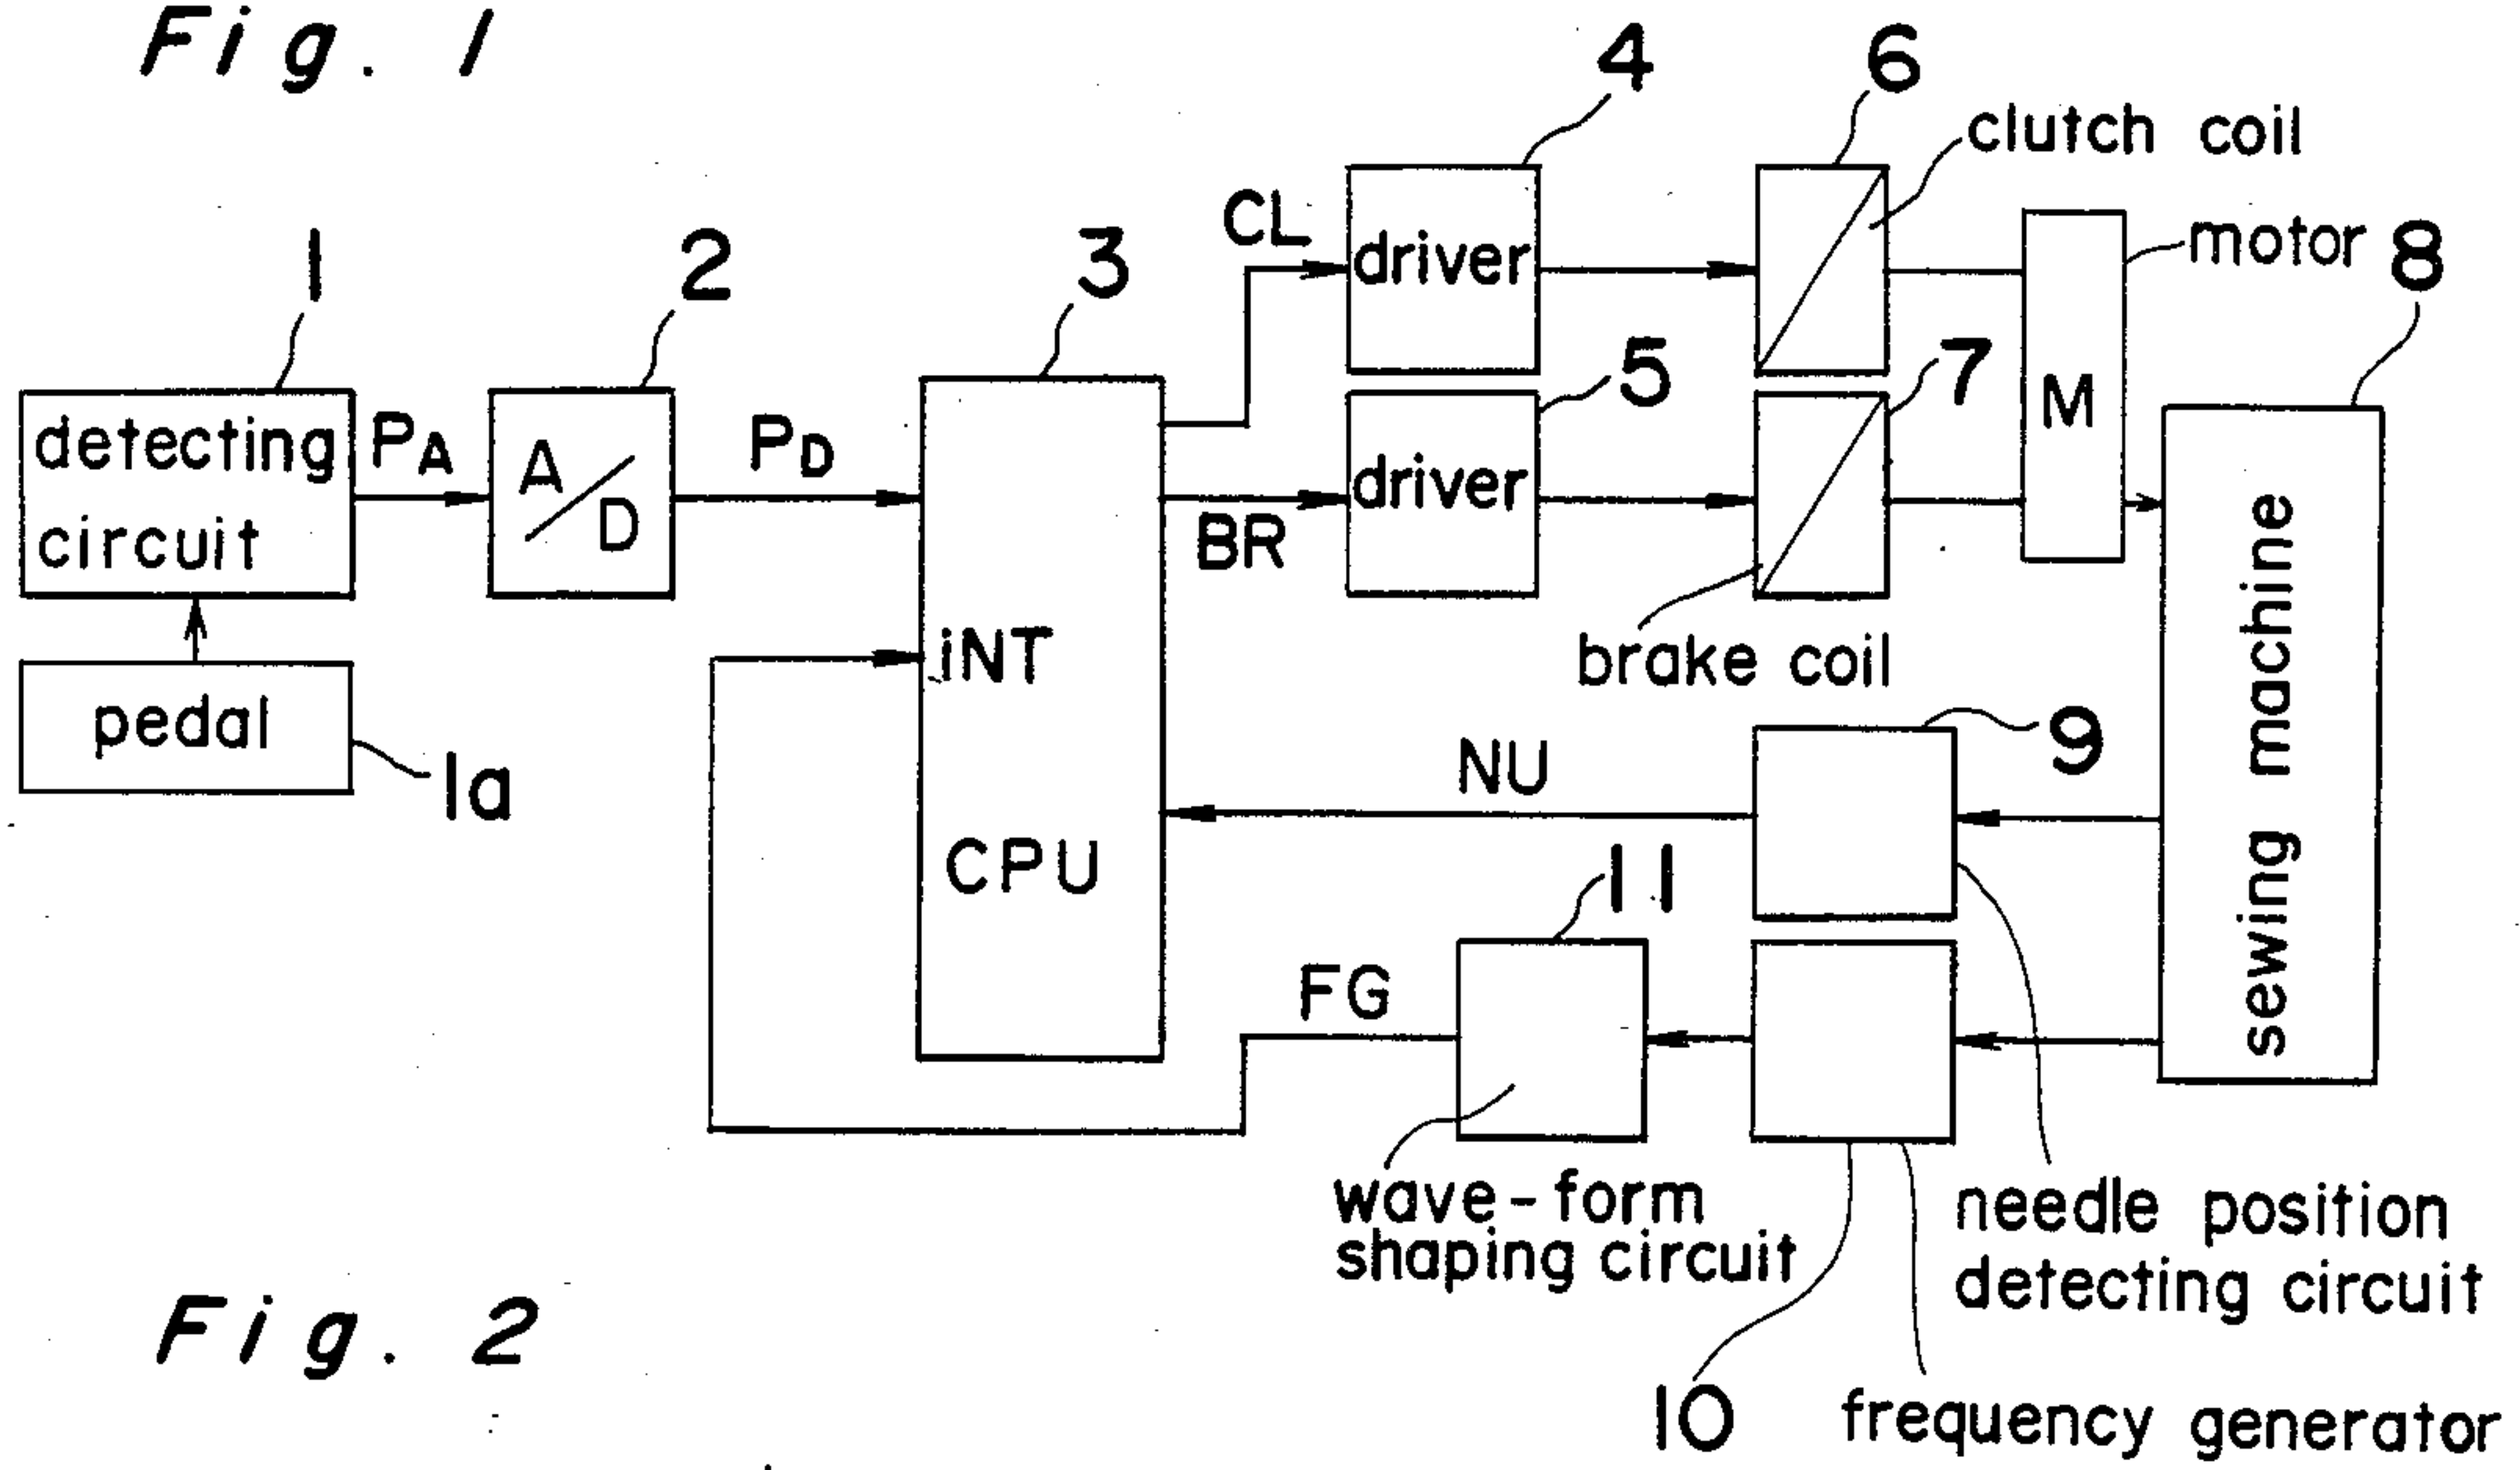 Fig. 1
4
6
clutch coil
CL
driver
motor
8
1
2
3
detecting
circuit
PA
A/D
PD
5
driver
7
M
BR
brake coil
iNT
pedal
1a
NU
9
CPU
sewing machine
11
FG
wave-form
shaping circuit
needle position
detecting circuit
10
frequency generator
Fig. 2